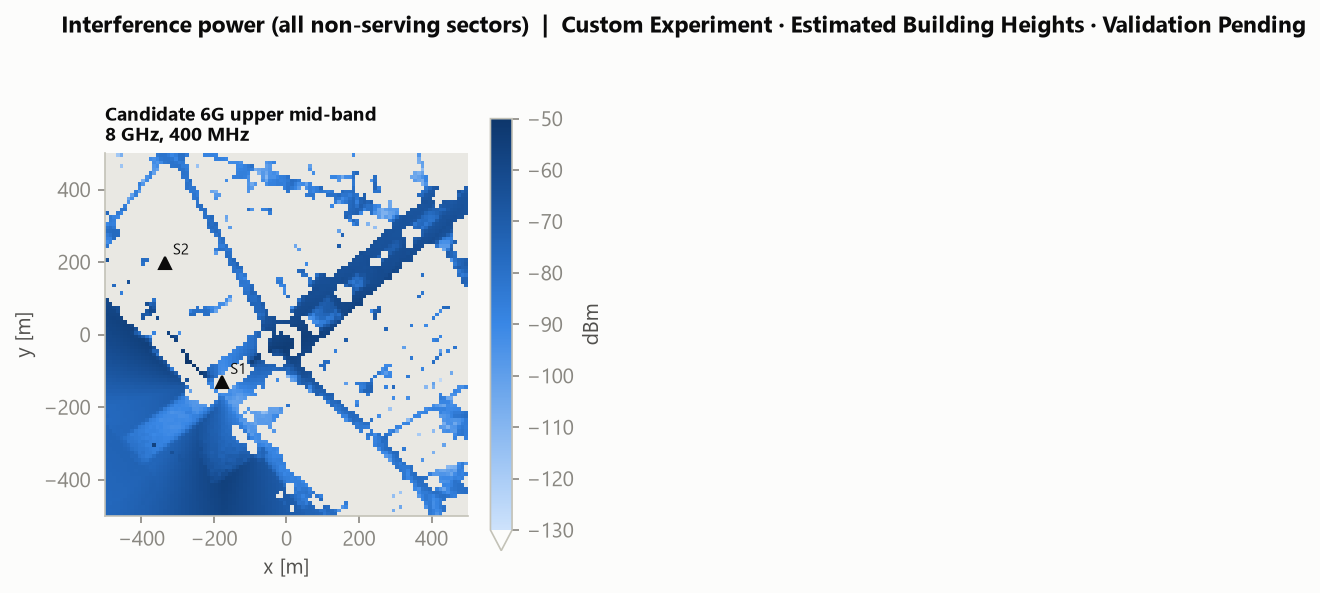 Interference power (all non-serving sectors) | Custom Experiment · Estimated Building Heights · Validation Pending
Candidate 6G upper mid-band
8 GHz, 400 MHz
400
200
0
−200
−400
y [m]
−400 −200 0 200 400
x [m]
S2
S1
−50
−60
−70
−80
−90
−100
−110
−120
−130
dBm